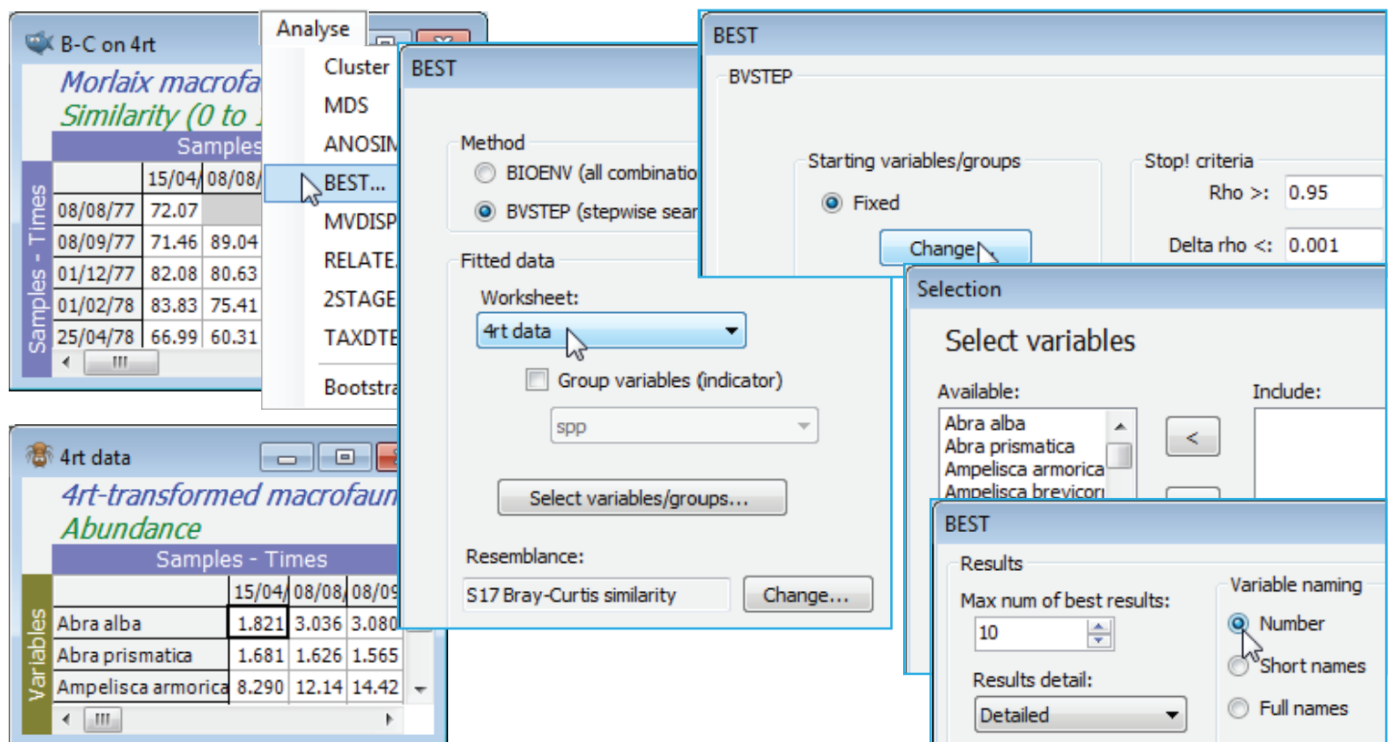 B-C on 4rt
Morlaix macrofa
Similarity (0 to 1
Samples
15/04/ 08/08/
08/08/77 72.07
08/09/77 71.46 89.04
01/12/77 82.08 80.63
01/02/78 83.83 75.41
25/04/78 66.99 60.31
Samples - Times
Analyse
Cluster
MDS
ANOSIM
BEST...
MVDISP
RELATE.
2STAGE
TAXDTE
Bootstra
4rt data
4rt-transformed macrofaun
Abundance
Samples - Times
15/04/ 08/08/ 08/09
Abra alba 1.821 3.036 3.080
Abra prismatica 1.681 1.626 1.565
Ampelisca armorica 8.290 12.14 14.42
Variables
BEST
Method
BIOENV (all combinatio
BVSTEP (stepwise sear
Fitted data
Worksheet:
4rt data
Group variables (indicator)
spp
Select variables/groups...
Resemblance:
S17 Bray-Curtis similarity Change...
BEST
BVSTEP
Starting variables/groups
Fixed
Change...
Stop! criteria
Rho >: 0.95
Delta rho <: 0.001
Selection
Select variables
Available:
Abra alba
Abra prismatica
Ampelisca armorica
Ampelisca brevicorn
<
Include:
BEST
Results
Max num of best results:
10
Results detail:
Detailed
Variable naming
Number
Short names
Full names